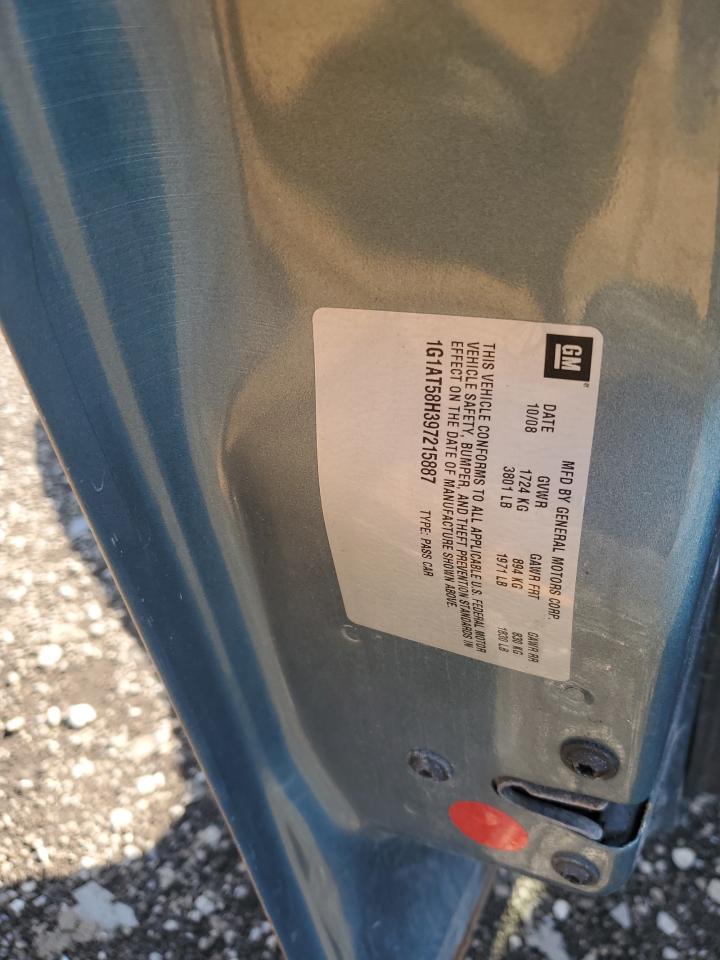 GM
MFD BY GENERAL MOTORS CORP.
DATE GVWR GAWR FRT GAWR RR
10/08 1724 KG 894 KG 830 KG
3801 LB 1971 LB 1830 LB
THIS VEHICLE CONFORMS TO ALL APPLICABLE U.S. FEDERAL MOTOR
VEHICLE SAFETY, BUMPER, AND THEFT PREVENTION STANDARDS IN
EFFECT ON THE DATE OF MANUFACTURE SHOWN ABOVE.
1G1AT58H397215887 TYPE: PASS CAR